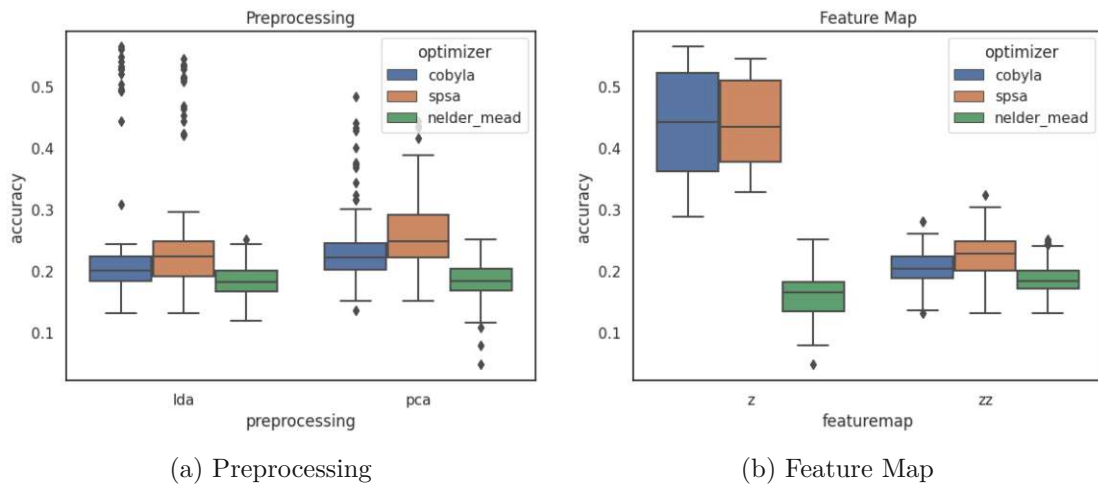 Preprocessing
optimizer
cobyla
spsa
nelder_mead
0.5
0.4
0.3
0.2
0.1
accuracy
lda
pca
preprocessing
(a) Preprocessing
Feature Map
optimizer
cobyla
spsa
nelder_mead
0.5
0.4
0.3
0.2
0.1
accuracy
z
zz
featuremap
(b) Feature Map